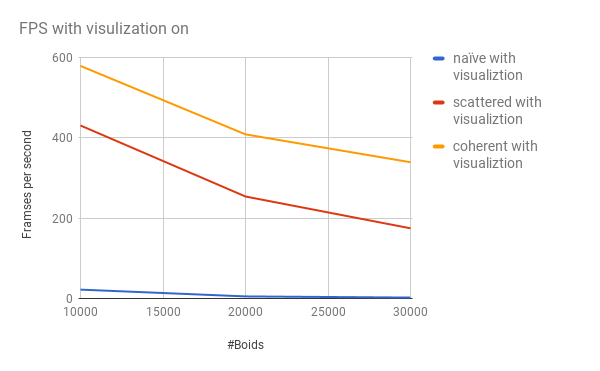 FPS with visulization on
600
400
200
0
Framses per second
10000 15000 20000 25000 30000
#Boids
naïve with
visualiztion
scattered with
visualiztion
coherent with
visualiztion